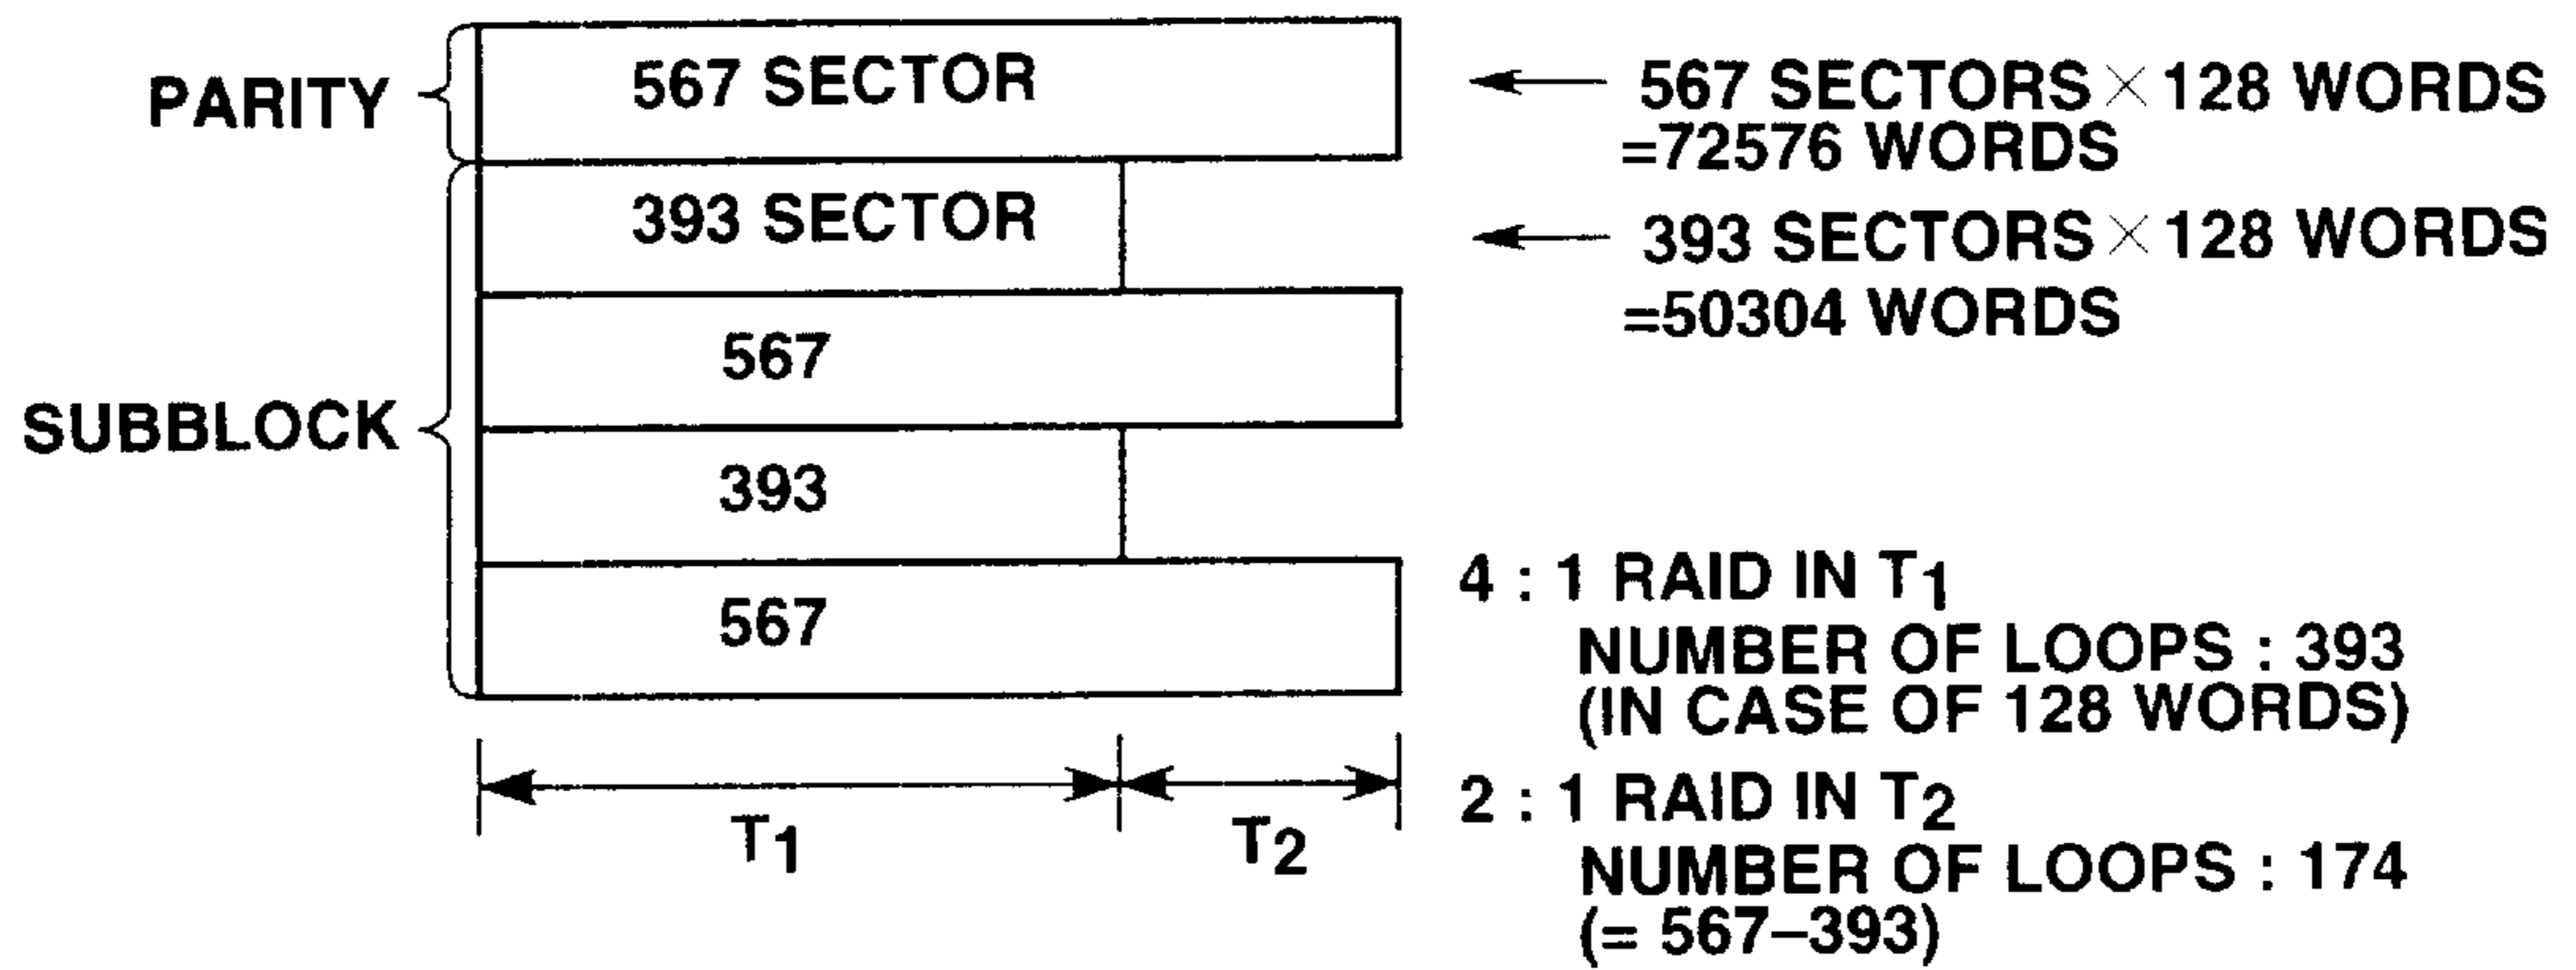 PARITY
567 SECTOR
567 SECTORS × 128 WORDS
=72576 WORDS
393 SECTOR
393 SECTORS × 128 WORDS
=50304 WORDS
567
SUBBLOCK
393
567
4 : 1 RAID IN T1
NUMBER OF LOOPS : 393
(IN CASE OF 128 WORDS)
2 : 1 RAID IN T2
NUMBER OF LOOPS : 174
(= 567–393)
T1
T2